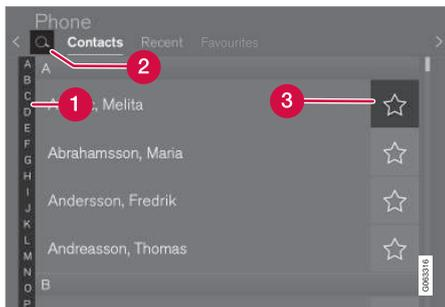 Phone
< Contacts Recent Favourites >
2
A
A
B
C
D
E
F
G
H
I
J
K
L
M
N
O
P
1
Melita
3
Abrahamsson, Maria
Andersson, Fredrik
Andreasson, Thomas
B
G063316